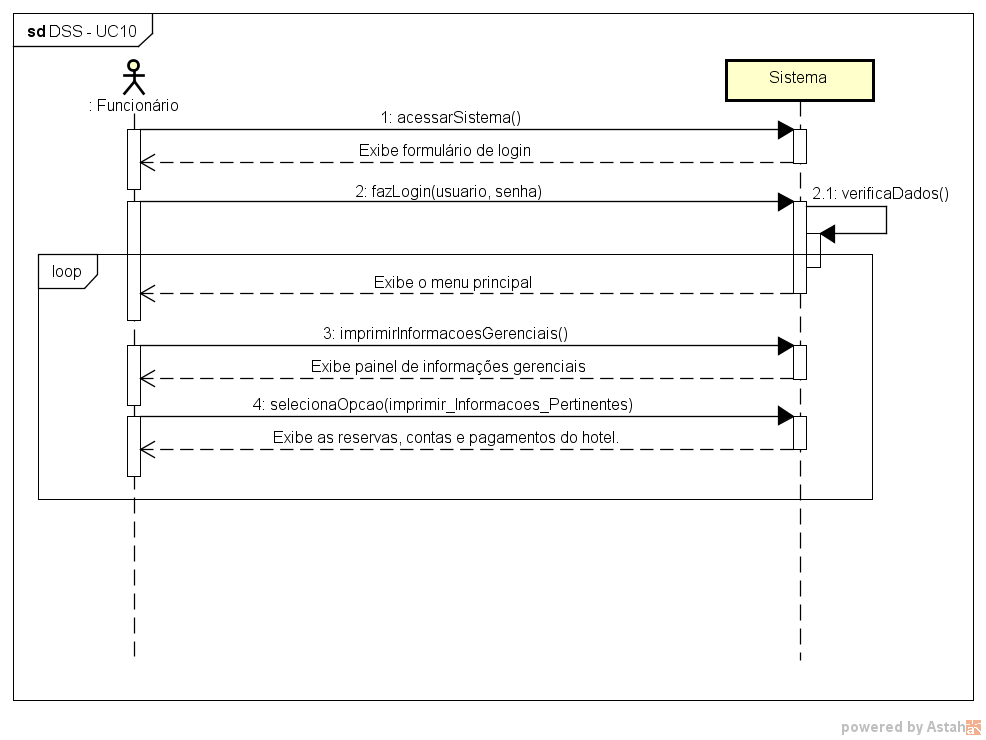 sd DSS - UC10
: Funcionário
Sistema
1: acessarSistema()
Exibe formulário de login
2: fazLogin(usuario, senha)
2.1: verificaDados()
loop
Exibe o menu principal
3: imprimirInformacoesGerenciais()
Exibe painel de informações gerenciais
4: selecionaOpcao(imprimir_Informacoes_Pertinentes)
Exibe as reservas, contas e pagamentos do hotel.
powered by Astah